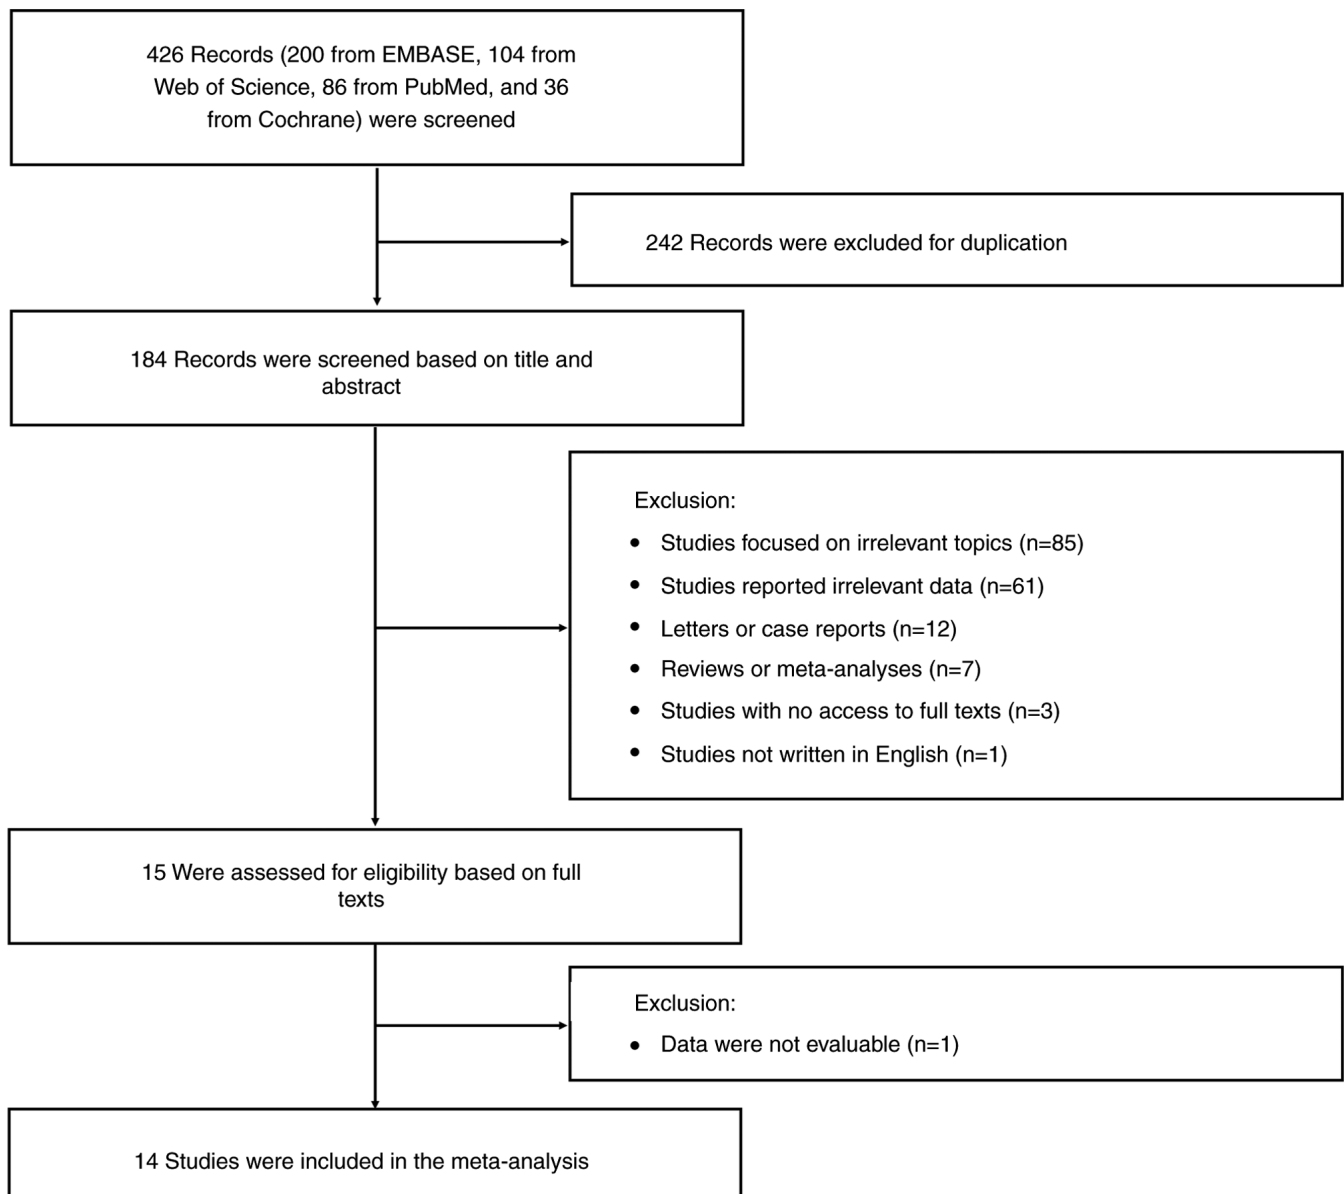 426 Records (200 from EMBASE, 104 from
Web of Science, 86 from PubMed, and 36
from Cochrane) were screened
242 Records were excluded for duplication
184 Records were screened based on title and
abstract
Exclusion:
• Studies focused on irrelevant topics (n=85)
• Studies reported irrelevant data (n=61)
• Letters or case reports (n=12)
• Reviews or meta-analyses (n=7)
• Studies with no access to full texts (n=3)
• Studies not written in English (n=1)
15 Were assessed for eligibility based on full
texts
Exclusion:
• Data were not evaluable (n=1)
14 Studies were included in the meta-analysis